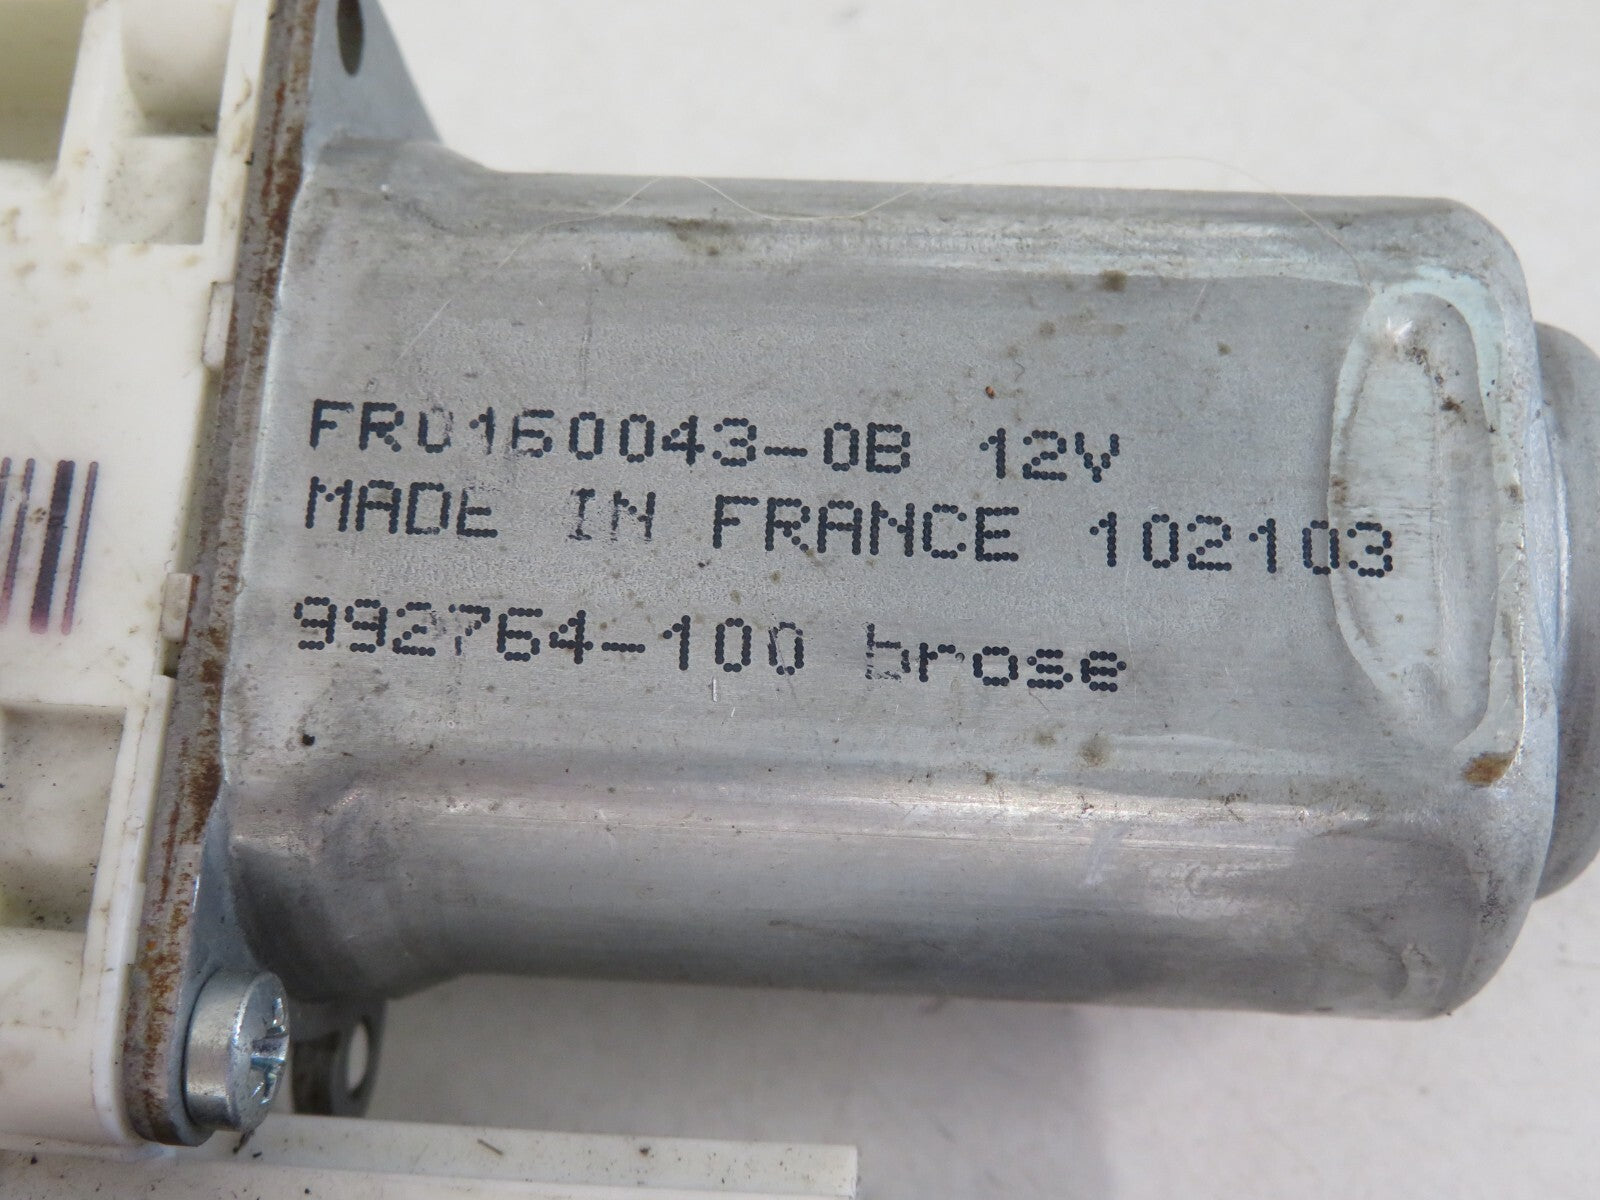 FR0160043-0B 12V
MADE IN FRANCE 102103
992764-100 brose